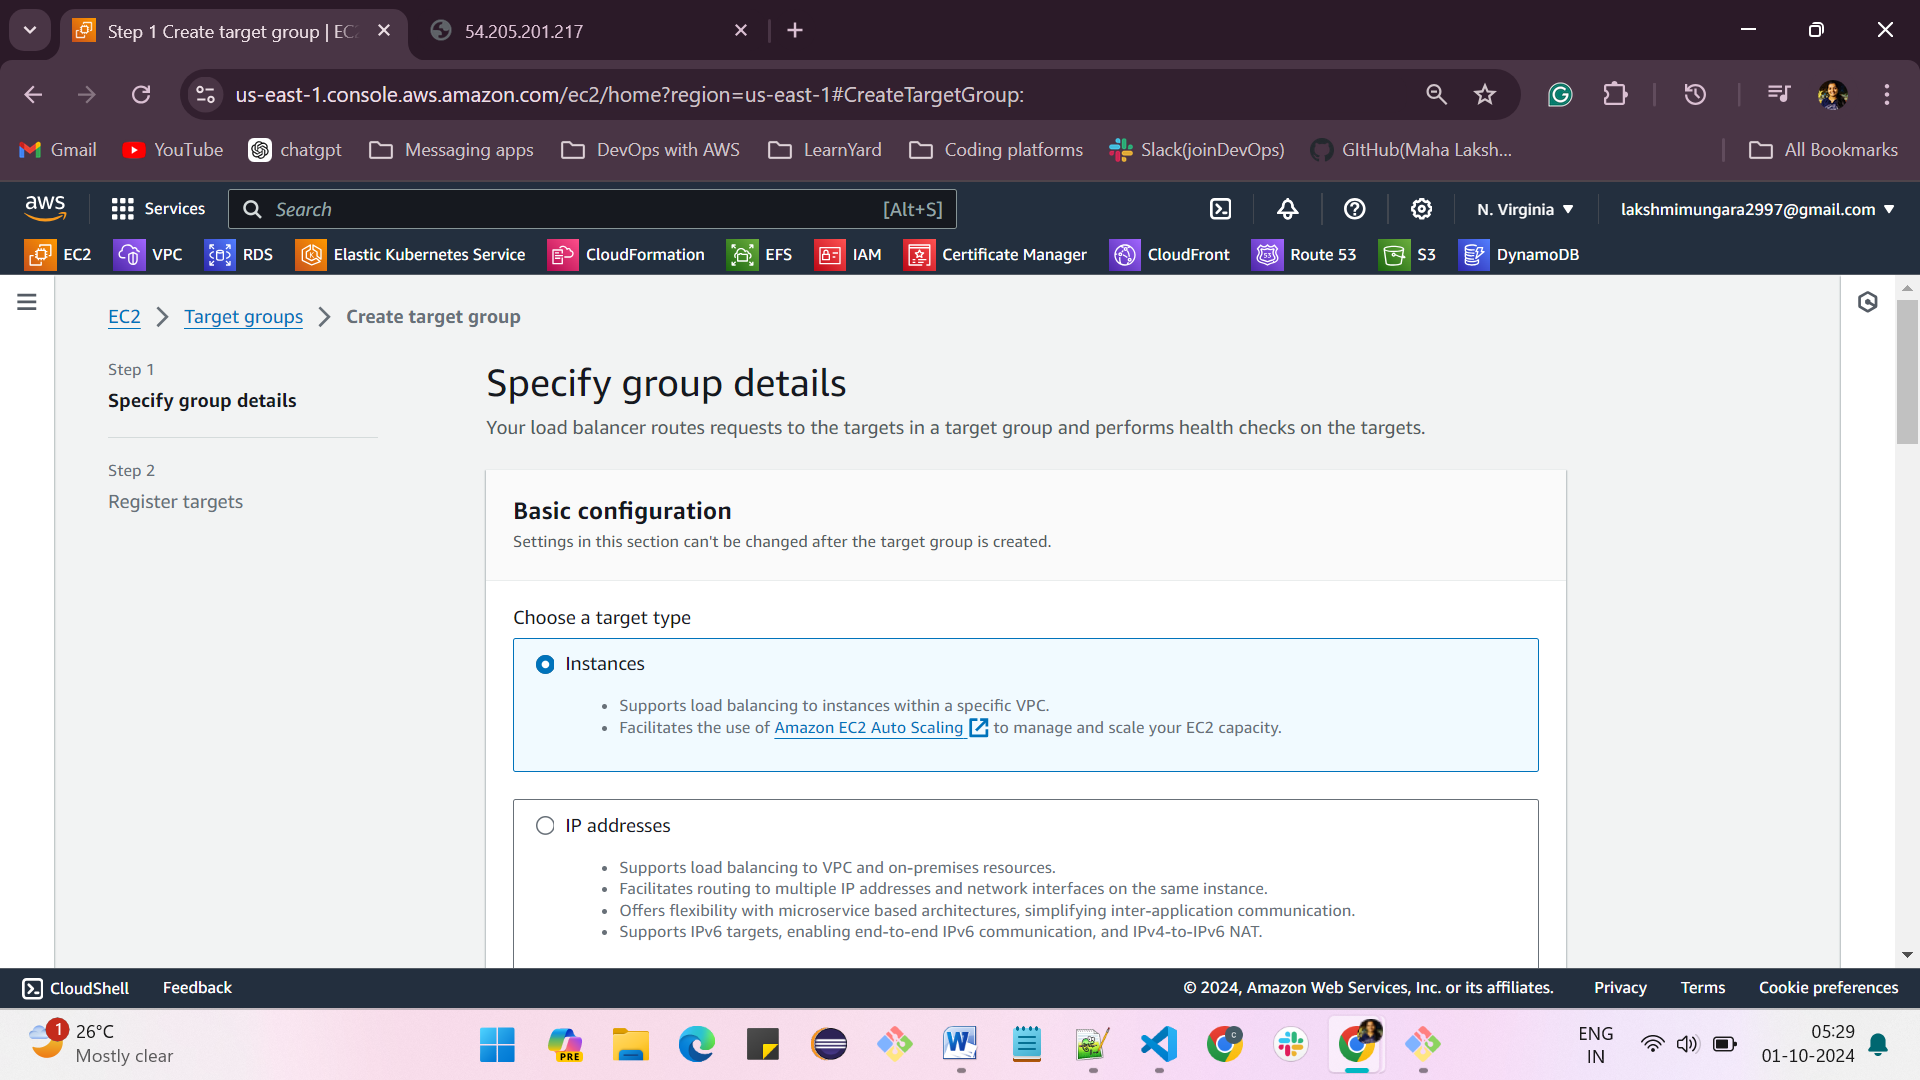 Step 1 Create target group | EC2
54.205.201.217
us-east-1.console.aws.amazon.com/ec2/home?region=us-east-1#CreateTargetGroup:
Gmail YouTube chatgpt Messaging apps DevOps with AWS LearnYard Coding platforms Slack(joinDevOps) GItHub(Maha Laksh... All Bookmarks
aws Services Search [Alt+S] N. Virginia lakshmimungara2997@gmail.com
EC2 VPC RDS Elastic Kubernetes Service CloudFormation EFS IAM Certificate Manager CloudFront Route 53 S3 DynamoDB
EC2 Target groups Create target group
Step 1
Specify group details
Step 2
Register targets
Specify group details
Your load balancer routes requests to the targets in a target group and performs health checks on the targets.
Basic configuration
Settings in this section can't be changed after the target group is created.
Choose a target type
Instances
• Supports load balancing to instances within a specific VPC.
• Facilitates the use of Amazon EC2 Auto Scaling to manage and scale your EC2 capacity.
IP addresses
• Supports load balancing to VPC and on-premises resources.
• Facilitates routing to multiple IP addresses and network interfaces on the same instance.
• Offers flexibility with microservice based architectures, simplifying inter-application communication.
• Supports IPv6 targets, enabling end-to-end IPv6 communication, and IPv4-to-IPv6 NAT.
CloudShell Feedback © 2024, Amazon Web Services, Inc. or its affiliates. Privacy Terms Cookie preferences
1
26°C
Mostly clear
PRE
ENG
IN
05:29
01-10-2024